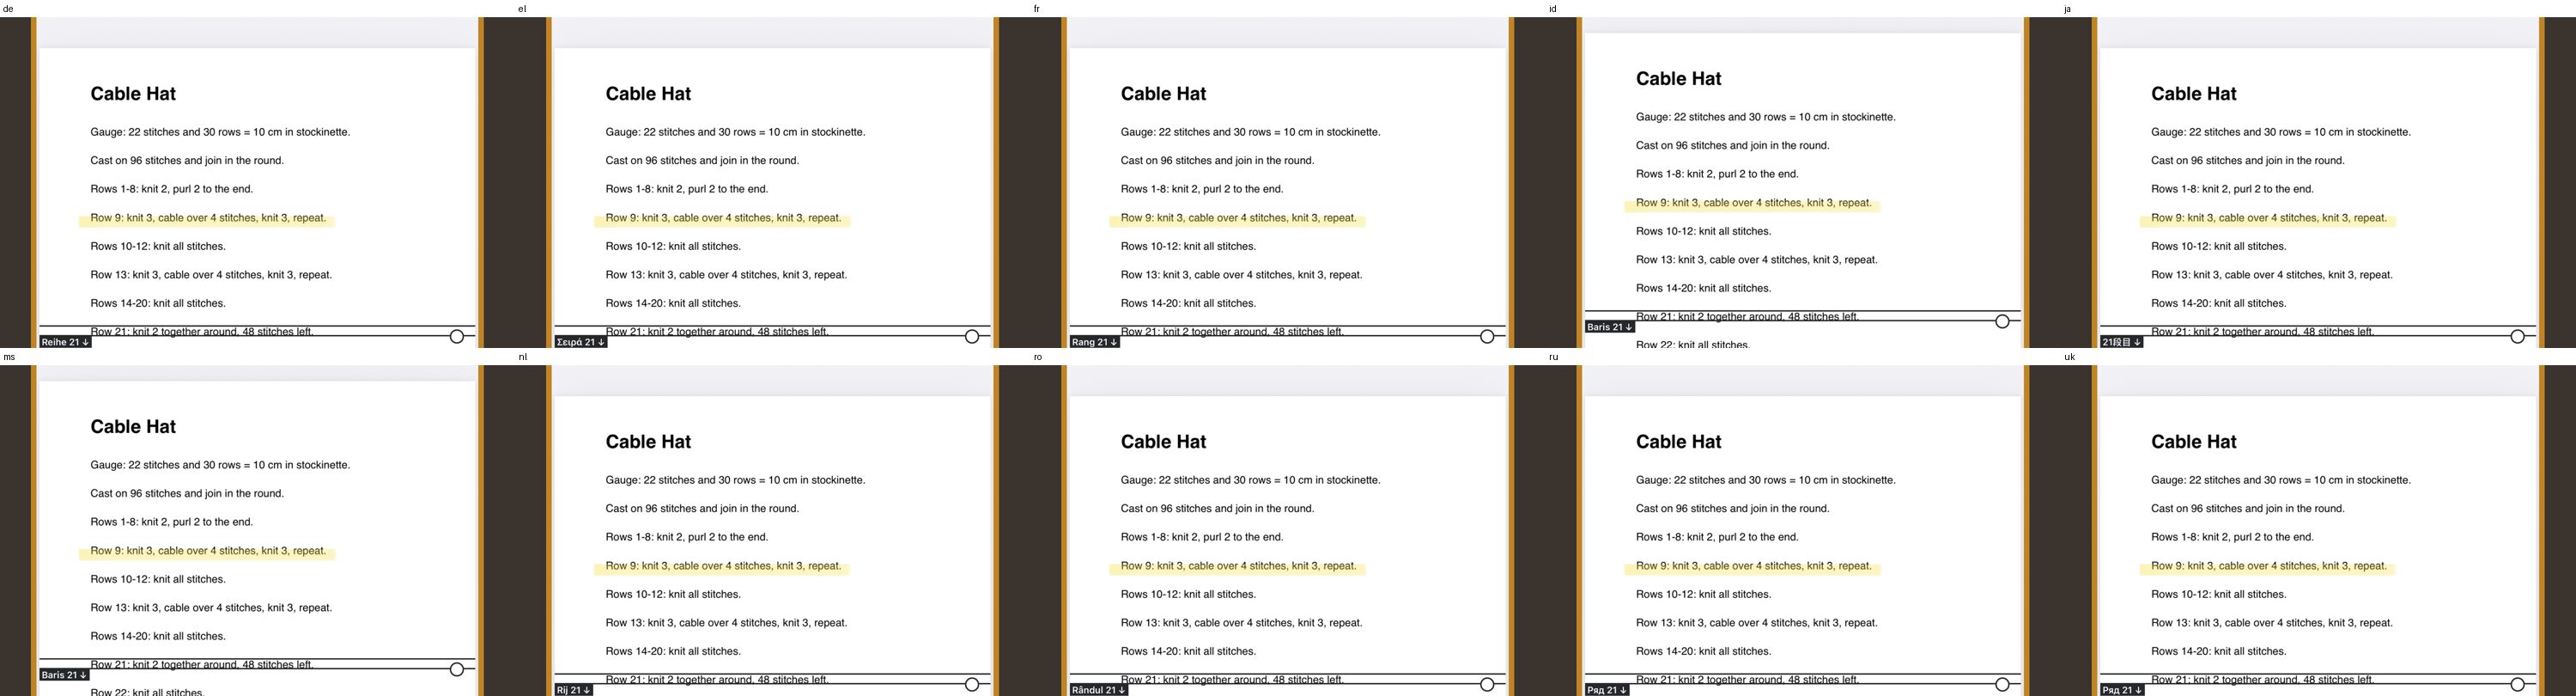 de
Cable Hat
Gauge: 22 stitches and 30 rows = 10 cm in stockinette.
Cast on 96 stitches and join in the round.
Rows 1-8: knit 2, purl 2 to the end.
Row 9: knit 3, cable over 4 stitches, knit 3, repeat.
Rows 10-12: knit all stitches.
Row 13: knit 3, cable over 4 stitches, knit 3, repeat.
Rows 14-20: knit all stitches.
Row 21: knit 2 together around, 48 stitches left.
Reihe 21 ↓
el
Cable Hat
Gauge: 22 stitches and 30 rows = 10 cm in stockinette.
Cast on 96 stitches and join in the round.
Rows 1-8: knit 2, purl 2 to the end.
Row 9: knit 3, cable over 4 stitches, knit 3, repeat.
Rows 10-12: knit all stitches.
Row 13: knit 3, cable over 4 stitches, knit 3, repeat.
Rows 14-20: knit all stitches.
Row 21: knit 2 together around, 48 stitches left.
Σειρά 21 ↓
fr
Cable Hat
Gauge: 22 stitches and 30 rows = 10 cm in stockinette.
Cast on 96 stitches and join in the round.
Rows 1-8: knit 2, purl 2 to the end.
Row 9: knit 3, cable over 4 stitches, knit 3, repeat.
Rows 10-12: knit all stitches.
Row 13: knit 3, cable over 4 stitches, knit 3, repeat.
Rows 14-20: knit all stitches.
Row 21: knit 2 together around, 48 stitches left.
Rang 21 ↓
id
Cable Hat
Gauge: 22 stitches and 30 rows = 10 cm in stockinette.
Cast on 96 stitches and join in the round.
Rows 1-8: knit 2, purl 2 to the end.
Row 9: knit 3, cable over 4 stitches, knit 3, repeat.
Rows 10-12: knit all stitches.
Row 13: knit 3, cable over 4 stitches, knit 3, repeat.
Rows 14-20: knit all stitches.
Row 21: knit 2 together around, 48 stitches left.
Baris 21 ↓
Row 22: knit all stitches.
ja
Cable Hat
Gauge: 22 stitches and 30 rows = 10 cm in stockinette.
Cast on 96 stitches and join in the round.
Rows 1-8: knit 2, purl 2 to the end.
Row 9: knit 3, cable over 4 stitches, knit 3, repeat.
Rows 10-12: knit all stitches.
Row 13: knit 3, cable over 4 stitches, knit 3, repeat.
Rows 14-20: knit all stitches.
Row 21: knit 2 together around, 48 stitches left.
21段目 ↓
ms
Cable Hat
Gauge: 22 stitches and 30 rows = 10 cm in stockinette.
Cast on 96 stitches and join in the round.
Rows 1-8: knit 2, purl 2 to the end.
Row 9: knit 3, cable over 4 stitches, knit 3, repeat.
Rows 10-12: knit all stitches.
Row 13: knit 3, cable over 4 stitches, knit 3, repeat.
Rows 14-20: knit all stitches.
Row 21: knit 2 together around, 48 stitches left.
Baris 21 ↓
Row 22: knit all stitches.
nl
Cable Hat
Gauge: 22 stitches and 30 rows = 10 cm in stockinette.
Cast on 96 stitches and join in the round.
Rows 1-8: knit 2, purl 2 to the end.
Row 9: knit 3, cable over 4 stitches, knit 3, repeat.
Rows 10-12: knit all stitches.
Row 13: knit 3, cable over 4 stitches, knit 3, repeat.
Rows 14-20: knit all stitches.
Row 21: knit 2 together around, 48 stitches left.
Rij 21 ↓
ro
Cable Hat
Gauge: 22 stitches and 30 rows = 10 cm in stockinette.
Cast on 96 stitches and join in the round.
Rows 1-8: knit 2, purl 2 to the end.
Row 9: knit 3, cable over 4 stitches, knit 3, repeat.
Rows 10-12: knit all stitches.
Row 13: knit 3, cable over 4 stitches, knit 3, repeat.
Rows 14-20: knit all stitches.
Row 21: knit 2 together around, 48 stitches left.
Rândul 21 ↓
ru
Cable Hat
Gauge: 22 stitches and 30 rows = 10 cm in stockinette.
Cast on 96 stitches and join in the round.
Rows 1-8: knit 2, purl 2 to the end.
Row 9: knit 3, cable over 4 stitches, knit 3, repeat.
Rows 10-12: knit all stitches.
Row 13: knit 3, cable over 4 stitches, knit 3, repeat.
Rows 14-20: knit all stitches.
Row 21: knit 2 together around, 48 stitches left.
Ряд 21 ↓
uk
Cable Hat
Gauge: 22 stitches and 30 rows = 10 cm in stockinette.
Cast on 96 stitches and join in the round.
Rows 1-8: knit 2, purl 2 to the end.
Row 9: knit 3, cable over 4 stitches, knit 3, repeat.
Rows 10-12: knit all stitches.
Row 13: knit 3, cable over 4 stitches, knit 3, repeat.
Rows 14-20: knit all stitches.
Row 21: knit 2 together around, 48 stitches left.
Ряд 21 ↓